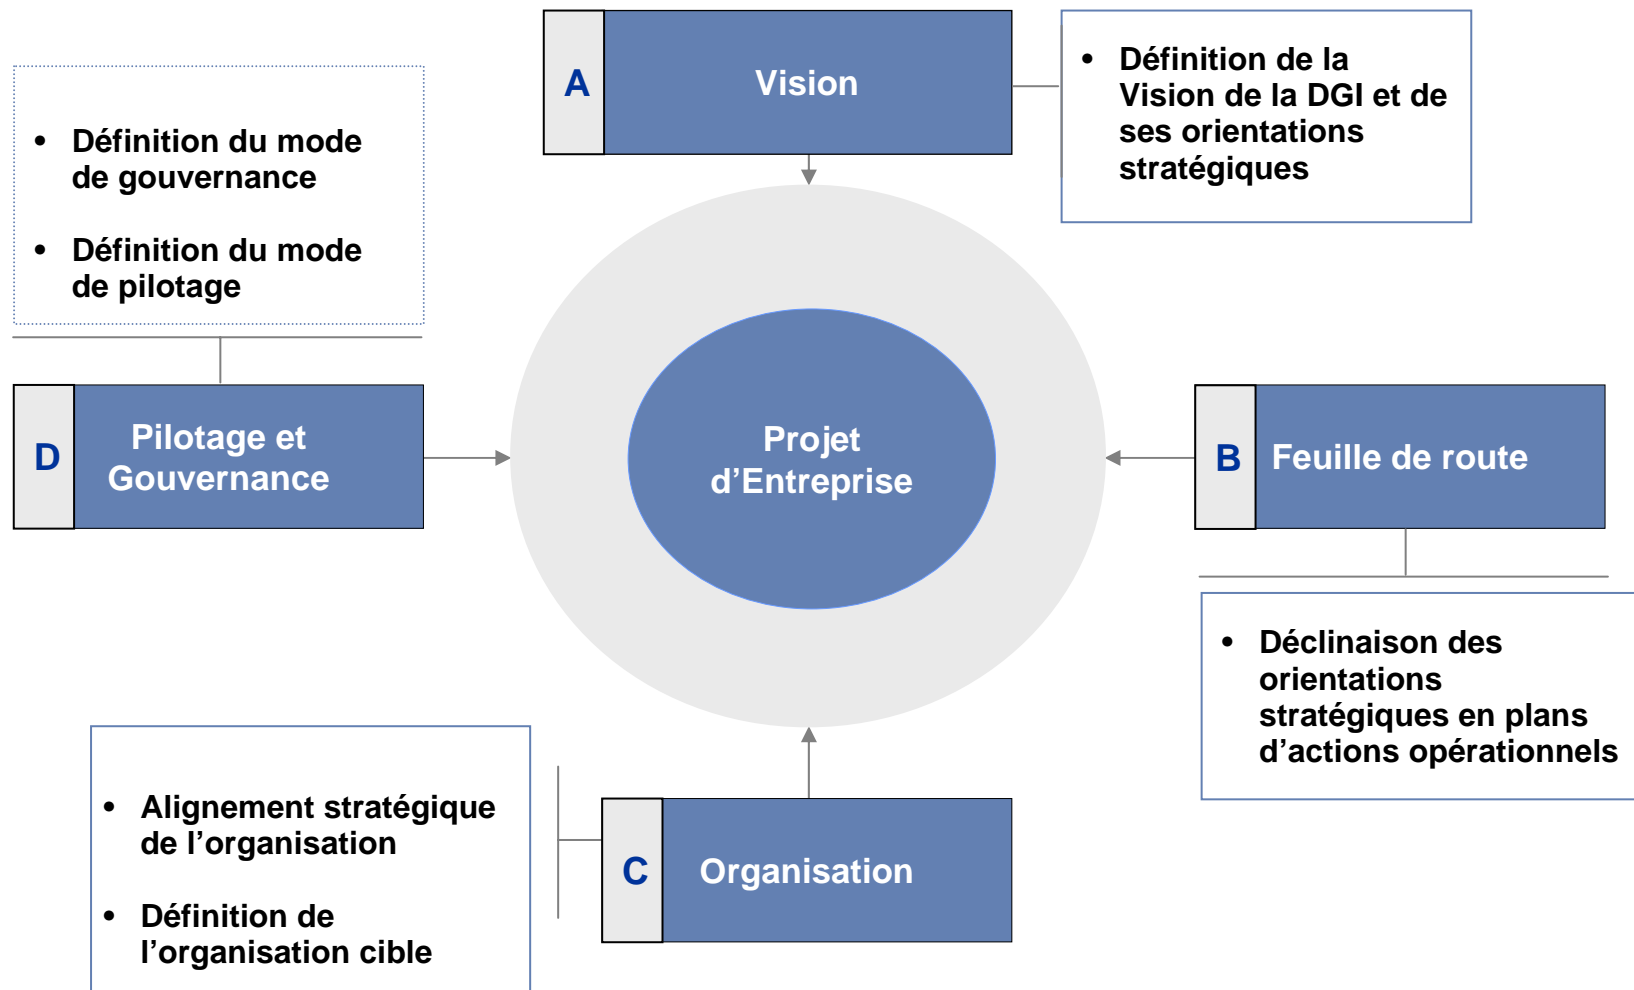 A
Vision
• Définition de la
Vision de la DGI et de
ses orientations
stratégiques
• Définition du mode
de gouvernance
• Définition du mode
de pilotage
D
Pilotage et
Gouvernance
Projet
d’Entreprise
B
Feuille de route
• Déclinaison des
orientations
stratégiques en plans
d’actions opérationnels
• Alignement stratégique
de l’organisation
• Définition de
l’organisation cible
C
Organisation